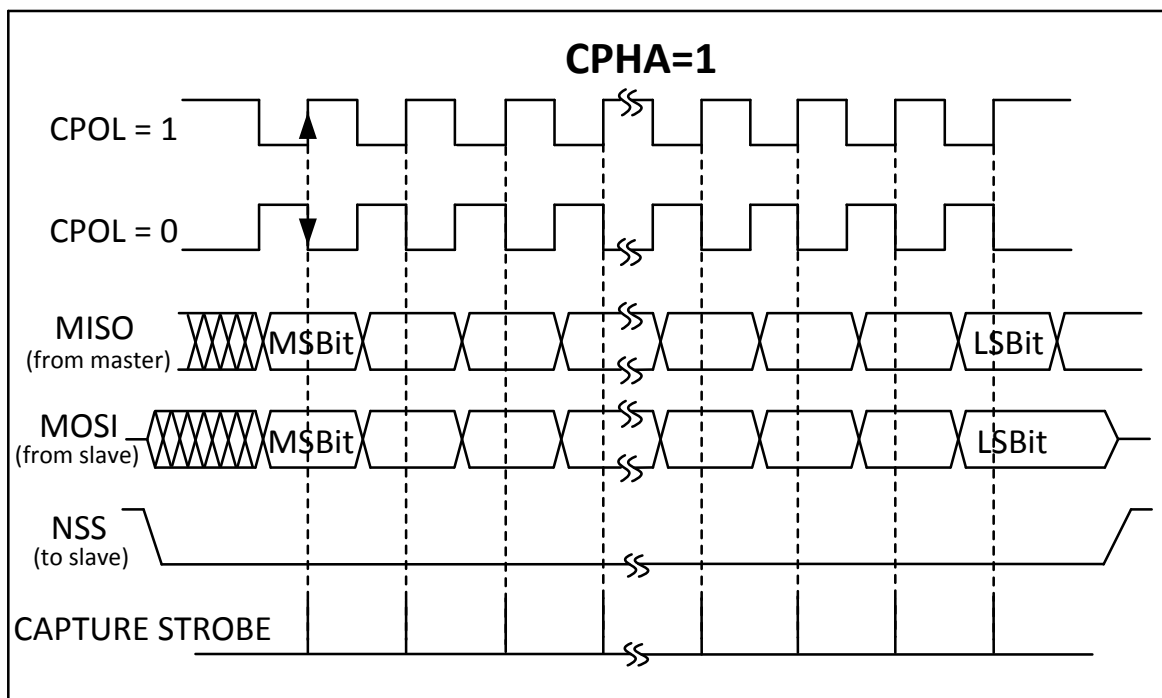 CPHA=1
CPOL = 1
CPOL = 0
MISO
(from master)
MSBit
LSBit
MOSI
(from slave)
MSBit
LSBit
NSS
(to slave)
CAPTURE STROBE